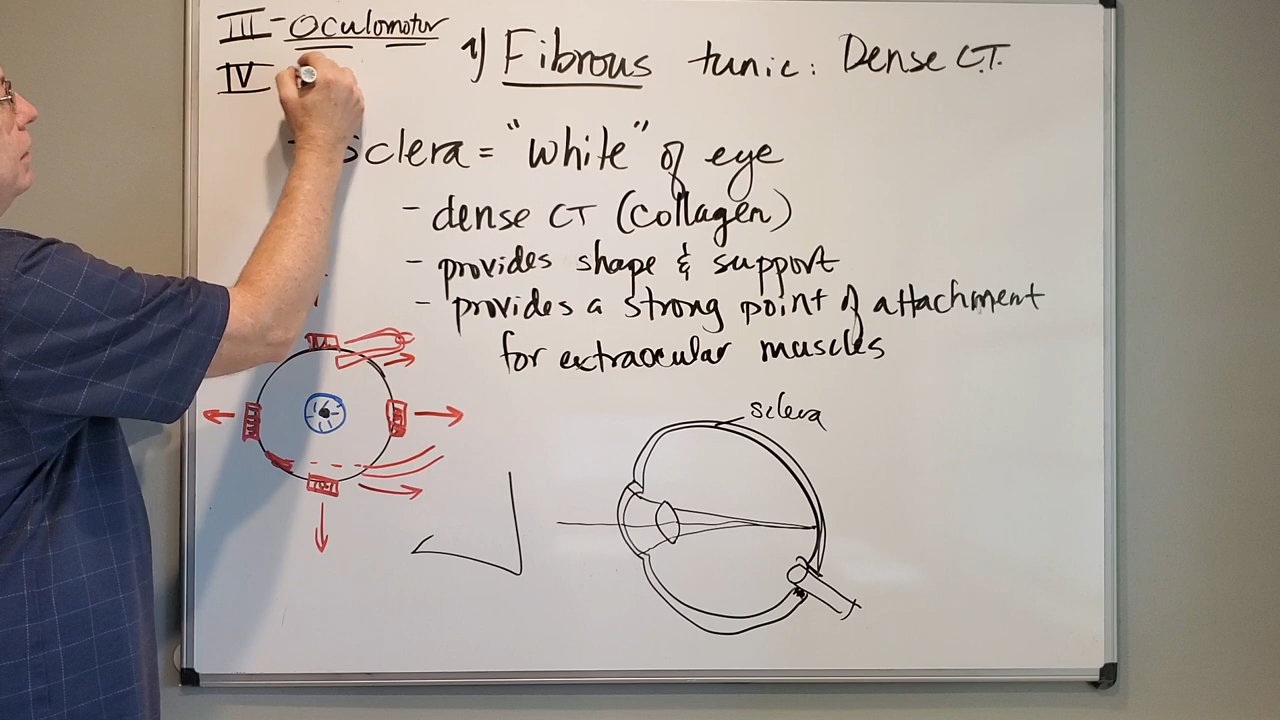 III - Oculomotor
IV
1) Fibrous tunic: Dense C.T.
sclera = "white" of eye
- dense CT (collagen)
- provides shape & support
- provides a strong point of attachment
for extraocular muscles
sclera